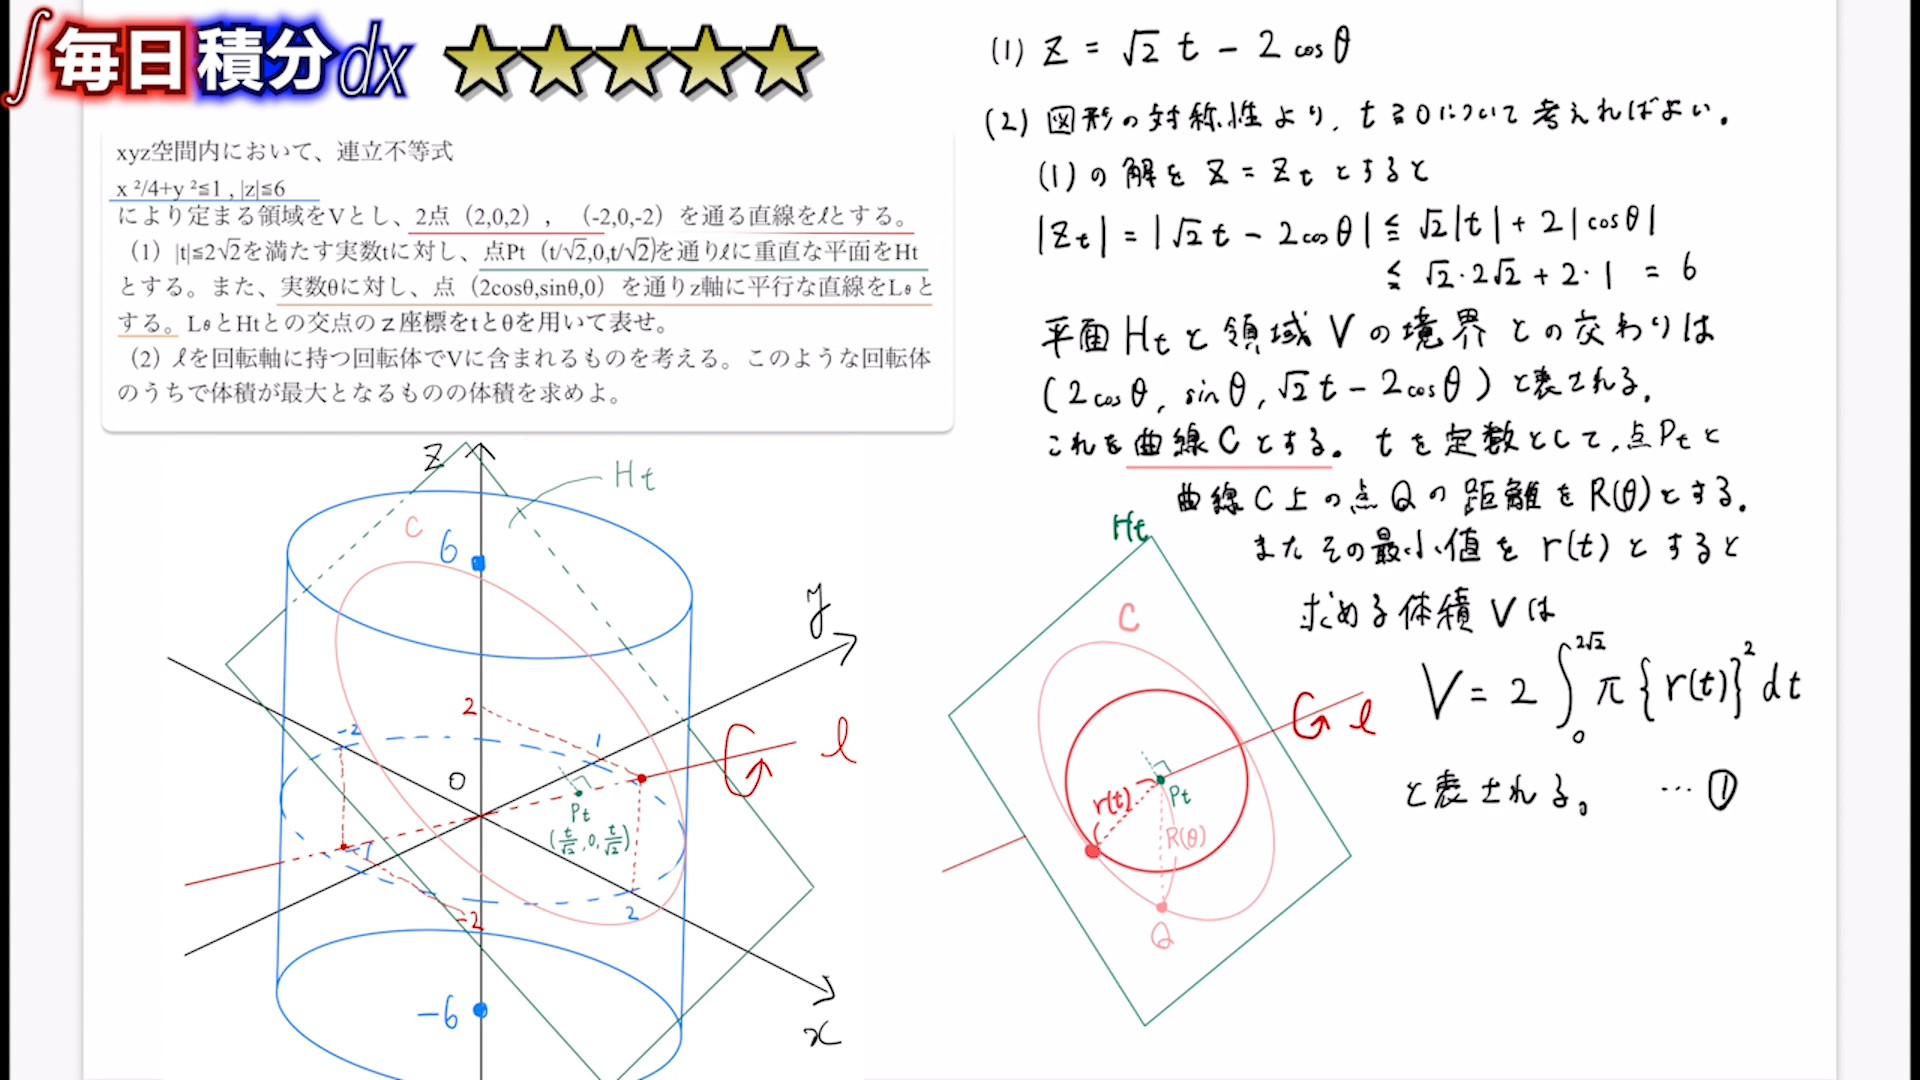 ∫毎日積分dx
xyz空間内において、連立不等式
x ²/4+y ²≦1 , |z|≦6
により定まる領域をVとし、2点（2,0,2）,　（-2,0,-2）を通る直線をℓとする。
（1）|t|≦2√2を満たす実数tに対し、点Pt（t/√2,0,t/√2)を通りℓに垂直な平面をHt
とする。また、実数θに対し、点（2cosθ,sinθ,0）を通りz軸に平行な直線をLθと
する。LθとHtとの交点のｚ座標をtとθを用いて表せ。
（2）ℓを回転軸に持つ回転体でVに含まれるものを考える。このような回転体
のうちで体積が最大となるものの体積を求めよ。
z
Ht
C
6
y
2
-2
1
ℓ
0
Pt
(t/√2, 0, t/√2)
-1
-2
2
-6
x
(1) z = √2 t - 2cosθ
(2) 図形の対称性より, t≧0について考えればよい.
(1)の解を z = Zt とすると
|Zt| = |√2 t - 2cosθ| ≦ √2|t| + 2|cosθ|
≦ √2・2√2 + 2・1 = 6
平面Htと領域Vの境界との交わりは
(2cosθ, sinθ, √2 t - 2cosθ) と表される.
これを曲線Cとする. tを定数として, 点Ptと
曲線C上の点Qの距離をR(θ)とする.
またその最小値をr(t)とすると
求める体積Vは
V = 2∫₀^{2√2} π{r(t)}² dt
と表される。 …①
Ht
C
ℓ
r(t)
Pt
R(θ)
Q